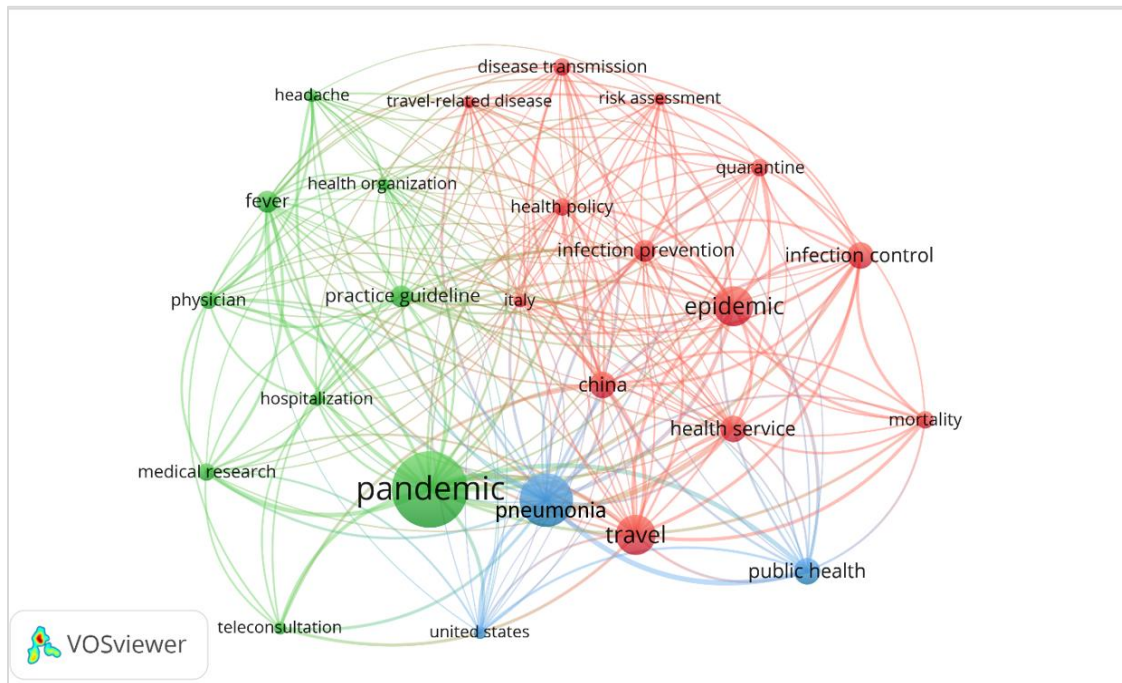 disease transmission
headache
travel-related disease
risk assessment
quarantine
health organization
fever
health policy
infection prevention
infection control
physician
practice guideline
italy
epidemic
china
hospitalization
health service
mortality
medical research
pandemic
pneumonia
travel
public health
teleconsultation
united states
VOSviewer